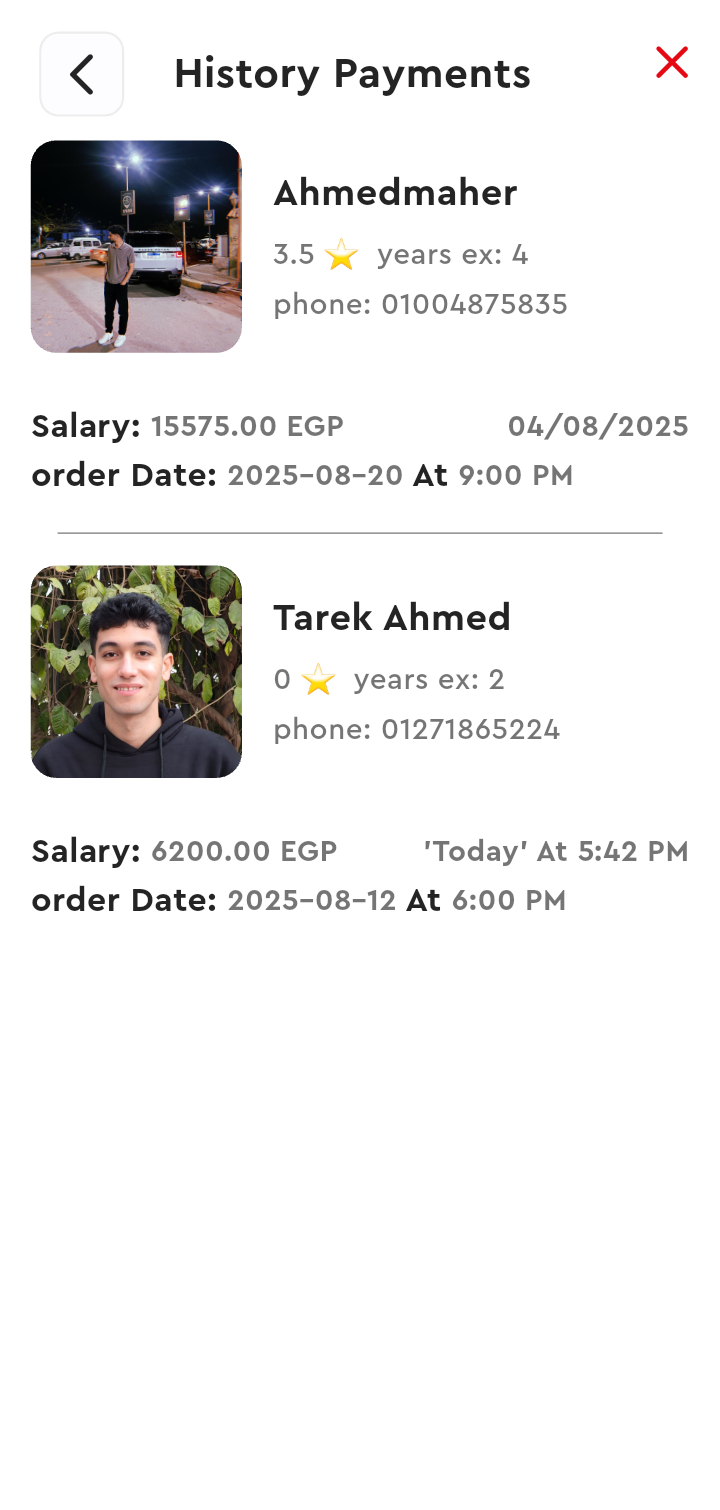 History Payments
Ahmedmaher
3.5 ⭐ years ex: 4
phone: 01004875835
Salary: 15575.00 EGP 04/08/2025
order Date: 2025-08-20 At 9:00 PM
Tarek Ahmed
0 ⭐ years ex: 2
phone: 01271865224
Salary: 6200.00 EGP 'Today' At 5:42 PM
order Date: 2025-08-12 At 6:00 PM